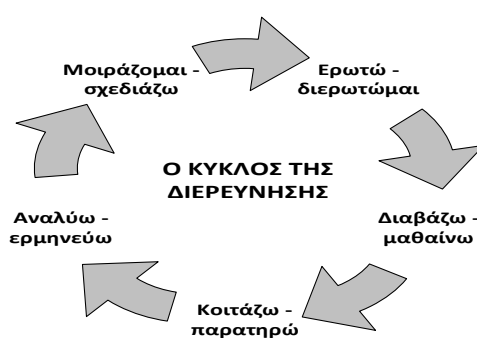 Μοιράζομαι -
σχεδιάζω
Ερωτώ -
διερωτώμαι
Ο ΚΥΚΛΟΣ ΤΗΣ
ΔΙΕΡΕΥΝΗΣΗΣ
Αναλύω -
ερμηνεύω
Διαβάζω -
μαθαίνω
Κοιτάζω -
παρατηρώ